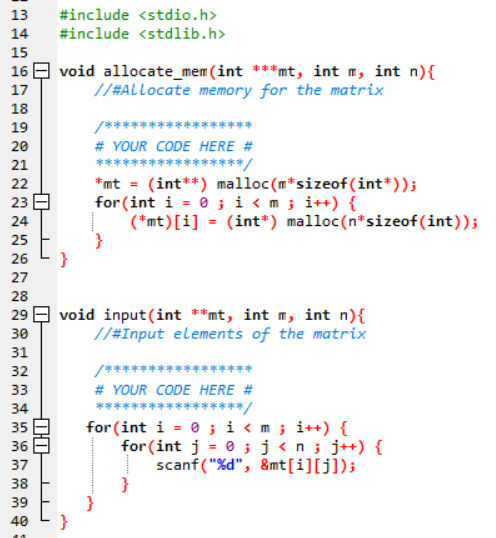 13 #include <stdio.h>
14 #include <stdlib.h>
15
16 void allocate_mem(int ***mt, int m, int n){
17 //#Allocate memory for the matrix
18
19 /*****************
20 # YOUR CODE HERE #
21 *****************/
22 *mt = (int**) malloc(m*sizeof(int*));
23 for(int i = 0 ; i < m ; i++) {
24 (*mt)[i] = (int*) malloc(n*sizeof(int));
25 }
26 }
27
28
29 void input(int **mt, int m, int n){
30 //#Input elements of the matrix
31
32 /*****************
33 # YOUR CODE HERE #
34 *****************/
35 for(int i = 0 ; i < m ; i++) {
36 for(int j = 0 ; j < n ; j++) {
37 scanf("%d", &mt[i][j]);
38 }
39 }
40 }